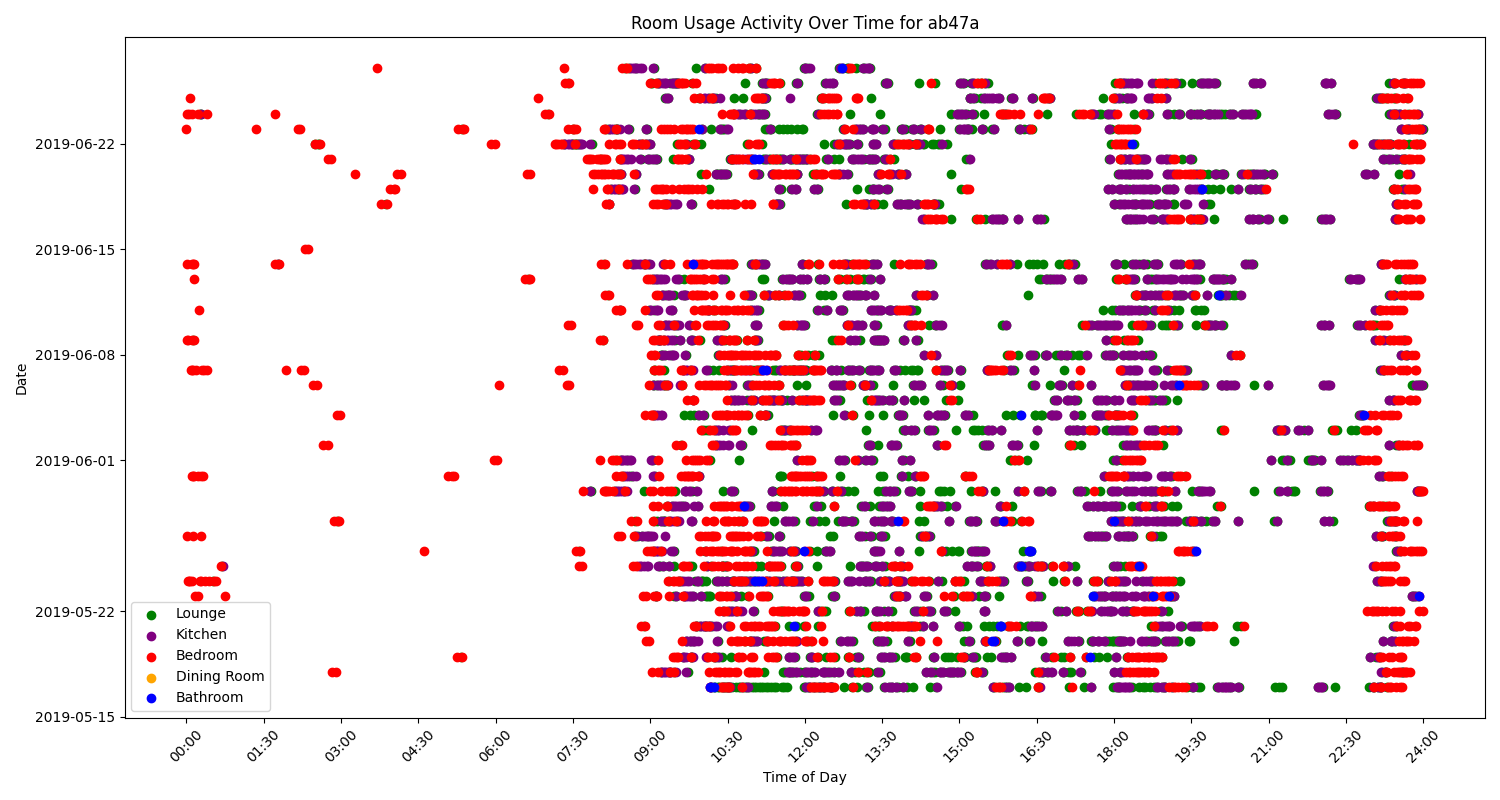 Room Usage Activity Over Time for ab47a
Date
2019-06-22
2019-06-15
2019-06-08
2019-06-01
2019-05-22
2019-05-15
Lounge
Kitchen
Bedroom
Dining Room
Bathroom
00:00 01:30 03:00 04:30 06:00 07:30 09:00 10:30 12:00 13:30 15:00 16:30 18:00 19:30 21:00 22:30 24:00
Time of Day